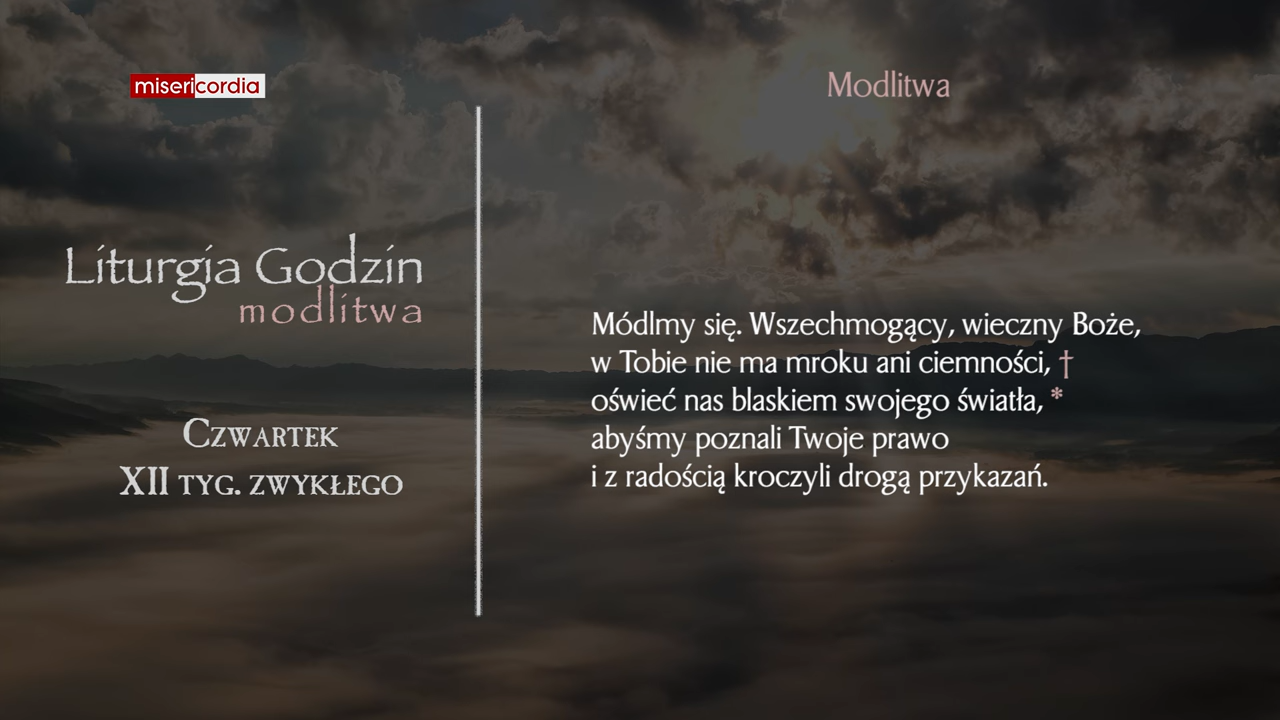 misericordia
Liturgia Godzin
modlitwa
Czwartek
XII tyg. zwykłego
Modlitwa
Módlmy się. Wszechmogący, wieczny Boże,
w Tobie nie ma mroku ani ciemności, †
oświeć nas blaskiem swojego światła, *
abyśmy poznali Twoje prawo
i z radością kroczyli drogą przykazań.